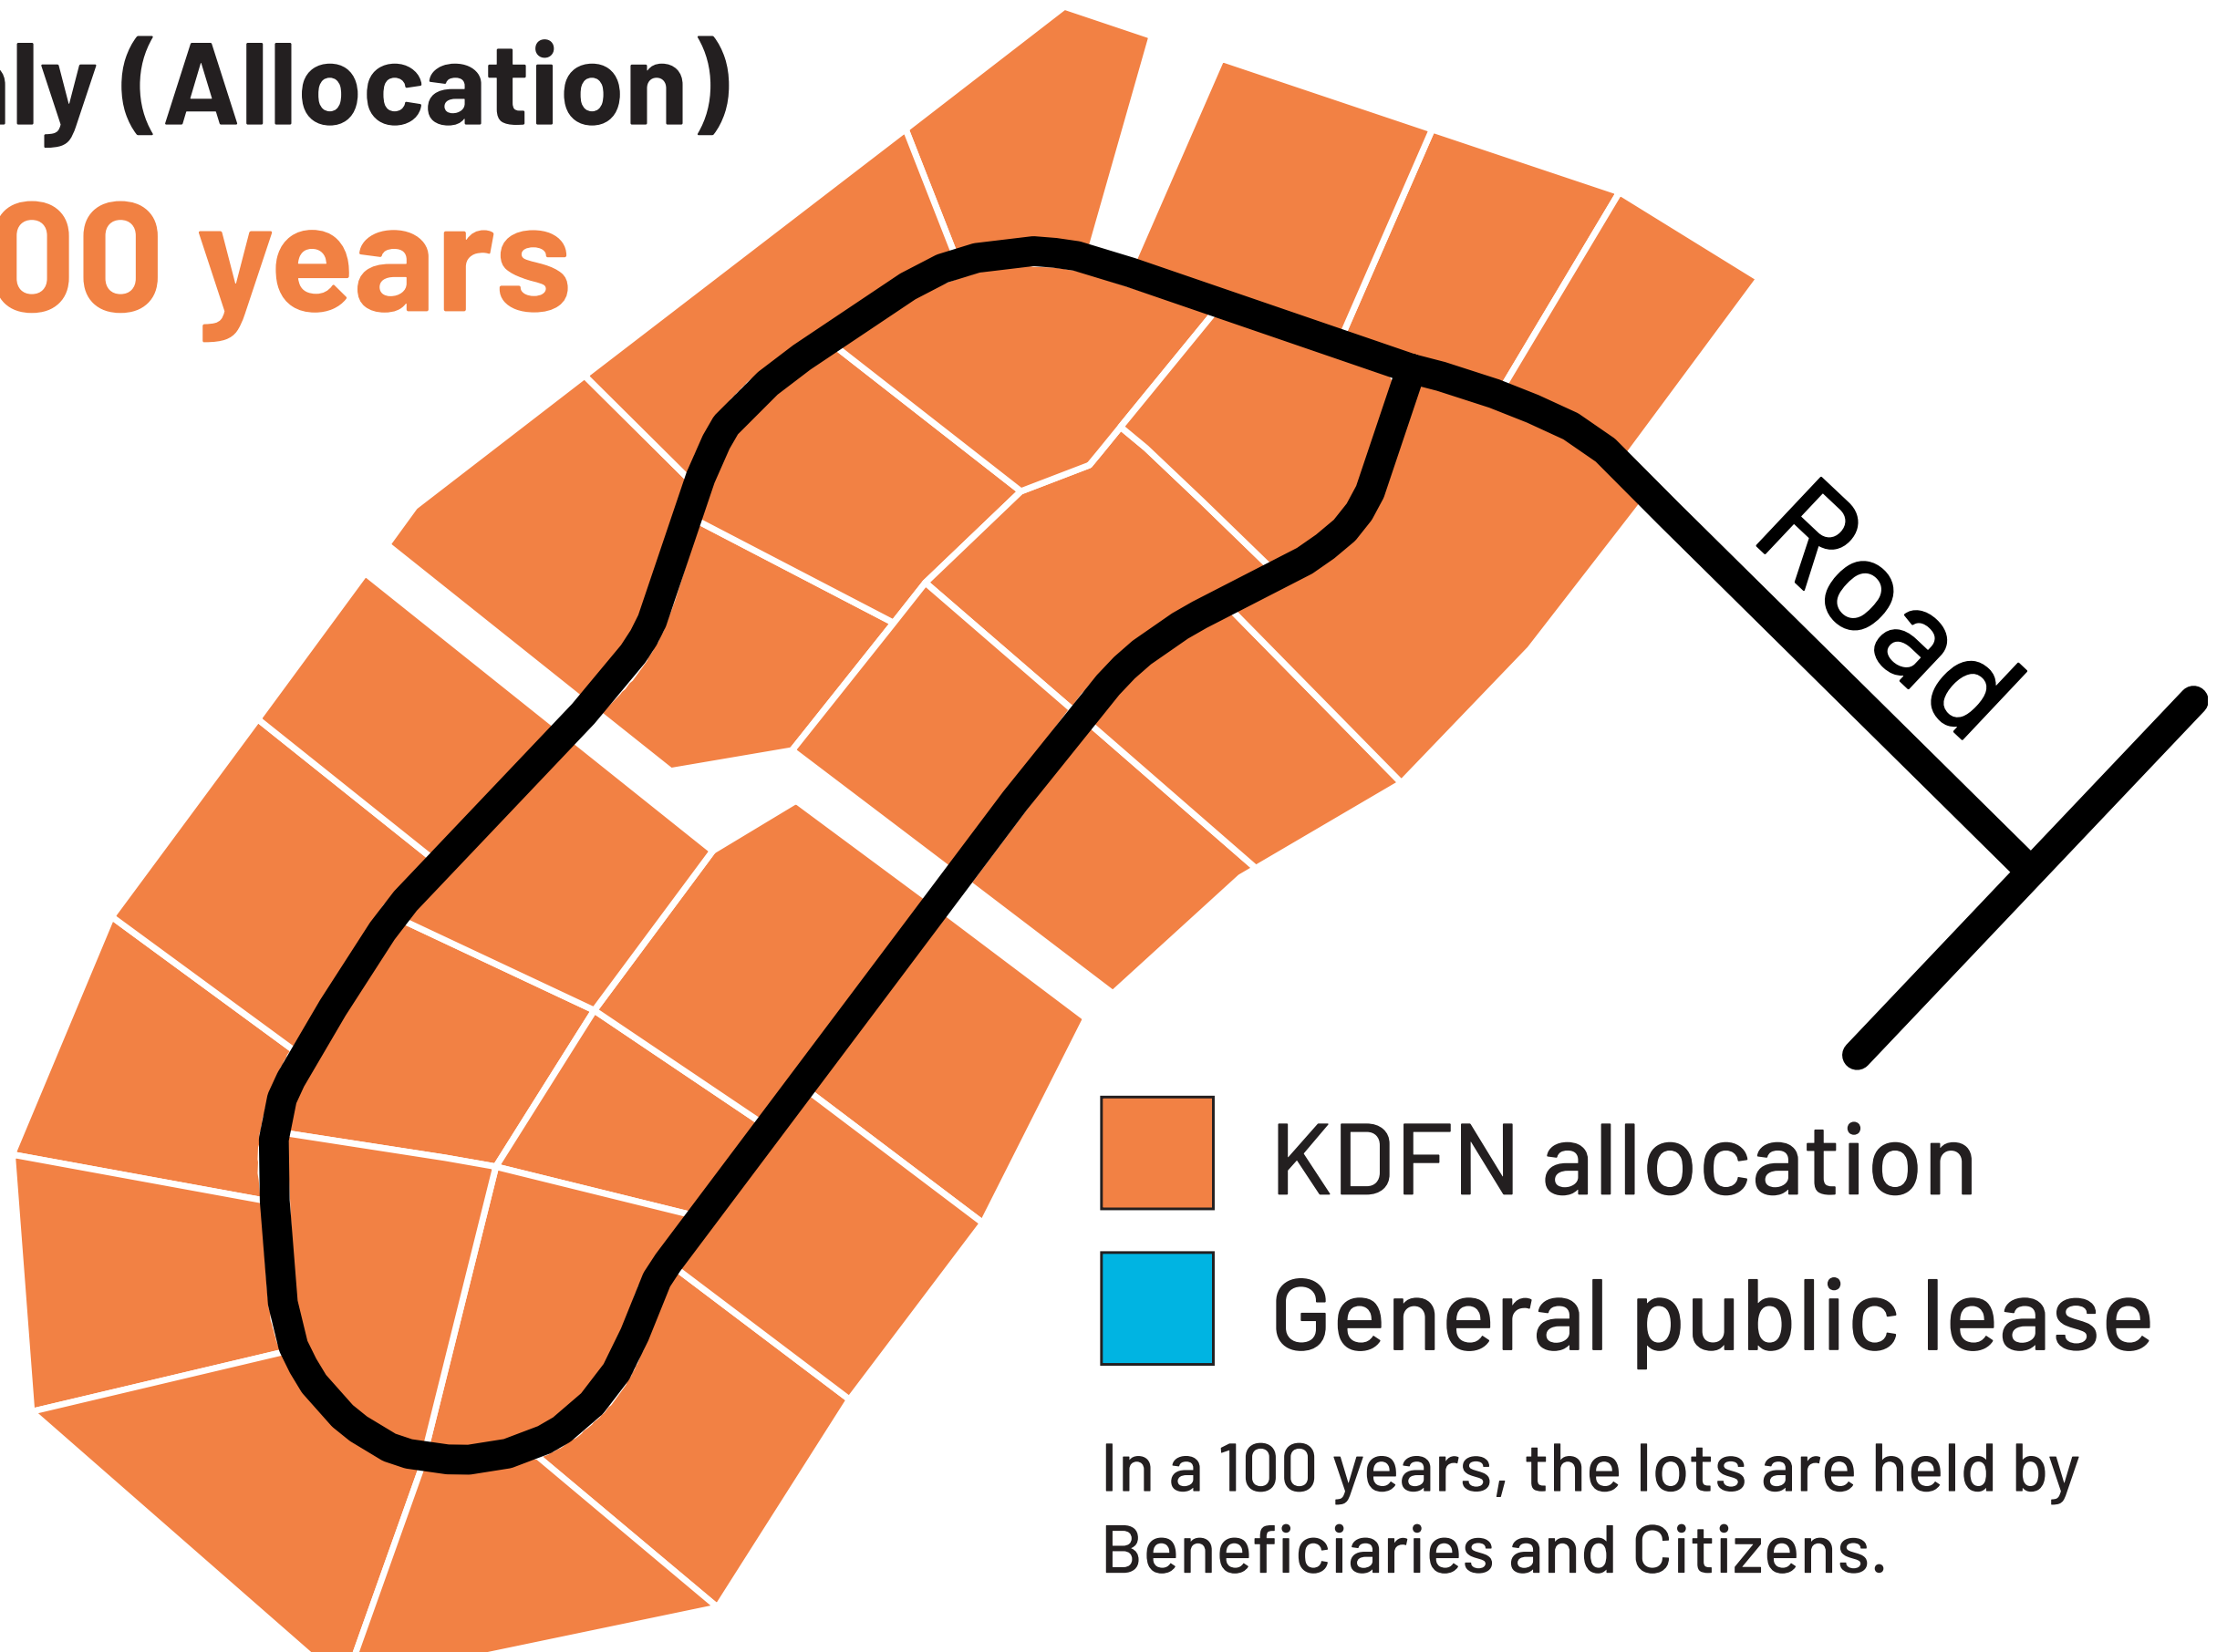 ly (Allocation)
00 years
Road
KDFN allocation
General public lease
In a 100 years, the lots are held by
Beneficiaries and Citizens.